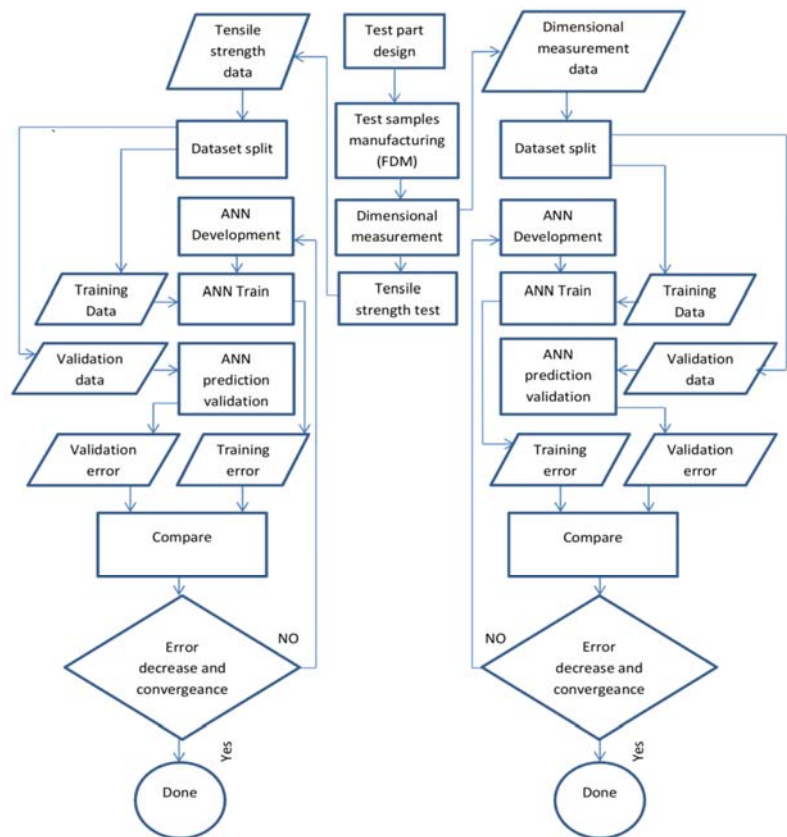 Tensile
strength
data
Test part
design
Dimensional
measurement
data
Test samples
manufacturing
(FDM)
Dataset split
Dataset split
ANN
Development
Dimensional
measurement
ANN
Development
Training
Data
ANN Train
Tensile
strength test
ANN Train
Training
Data
Validation
data
ANN
prediction
validation
ANN
prediction
validation
Validation
data
Validation
error
Training
error
Training
error
Validation
error
Compare
Compare
Error
decrease and
convergeance
NO
NO
Error
decrease and
convergeance
Yes
Yes
Done
Done